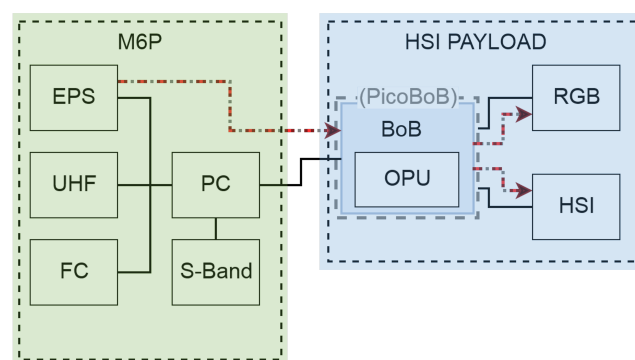 M6P
EPS
UHF
PC
FC
S-Band
HSI PAYLOAD
(PicoBoB)
BoB
OPU
RGB
HSI